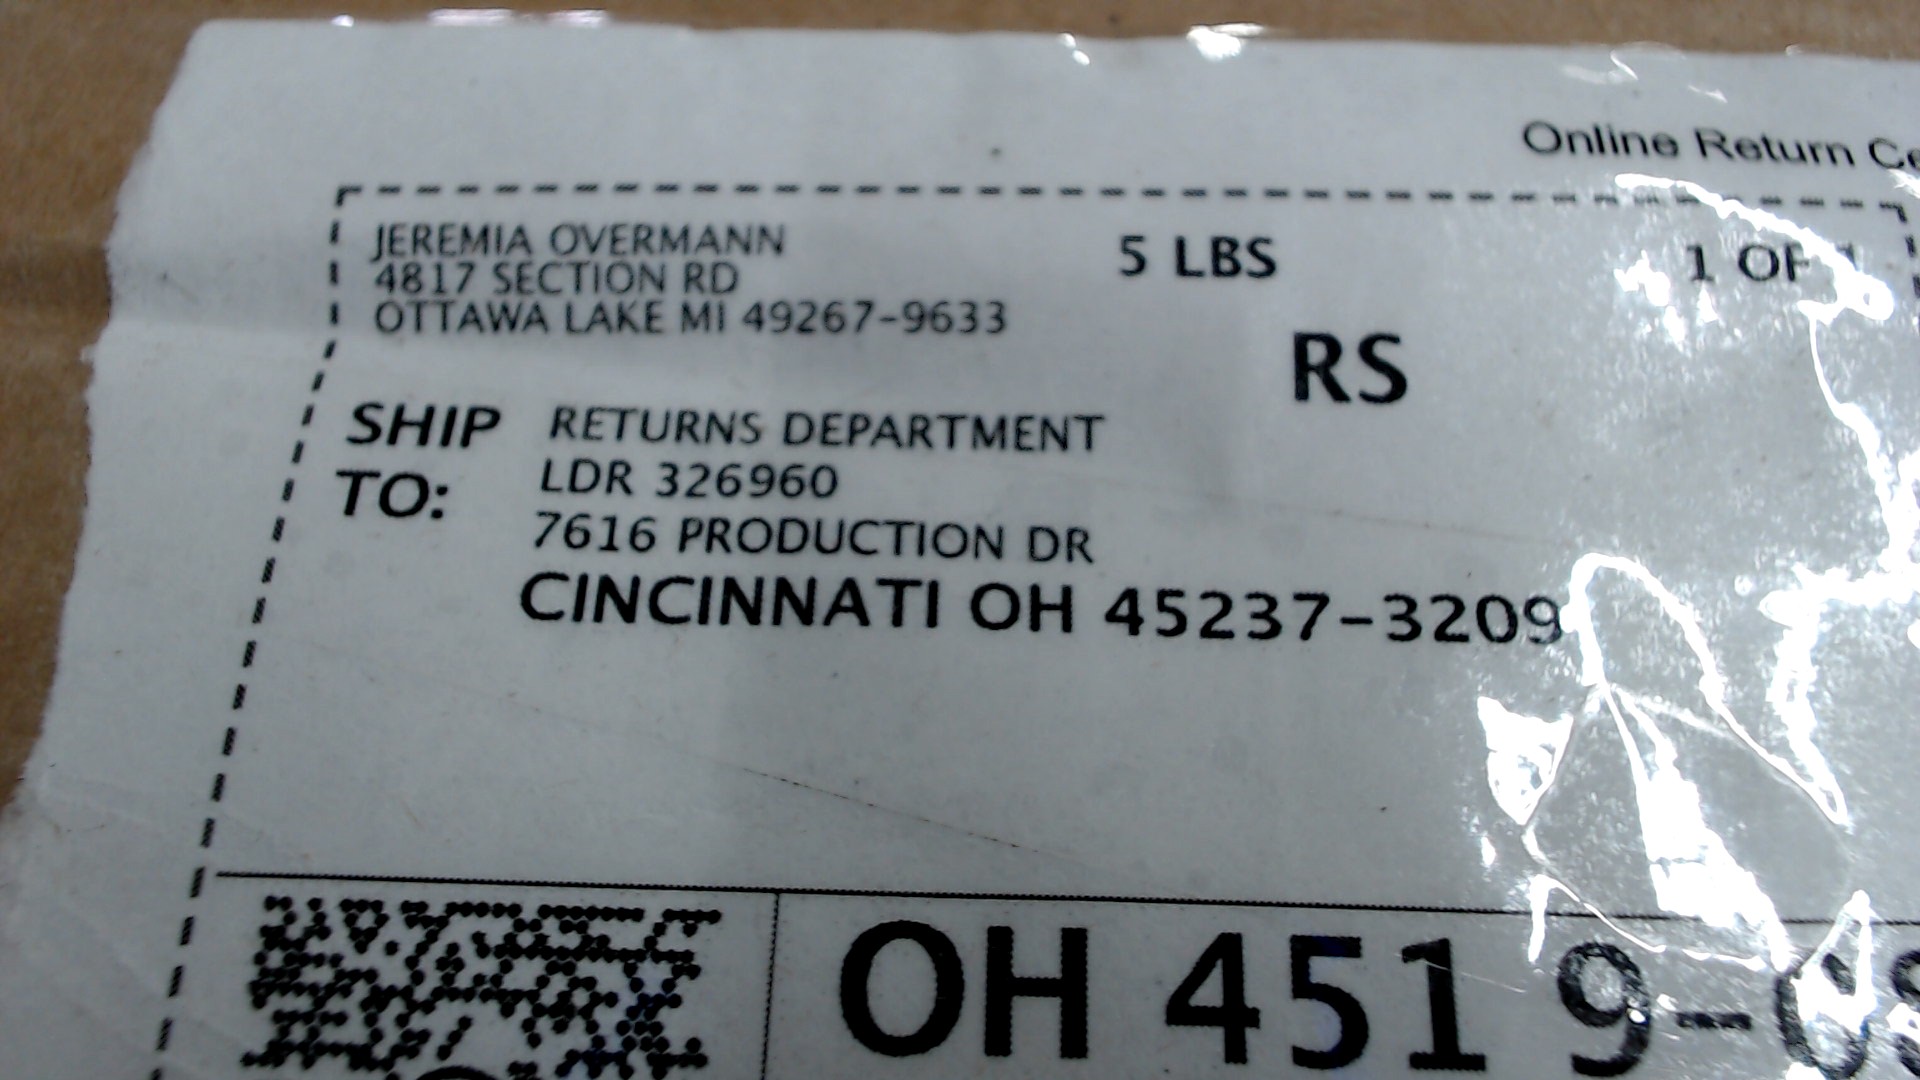 Online Return
JEREMIA OVERMANN
4817 SECTION RD
OTTAWA LAKE MI 49267-9633
5 LBS
1 OF 1
RS
SHIP TO:
RETURNS DEPARTMENT
LDR 326960
7616 PRODUCTION DR
CINCINNATI OH 45237-3209
OH 451 9-